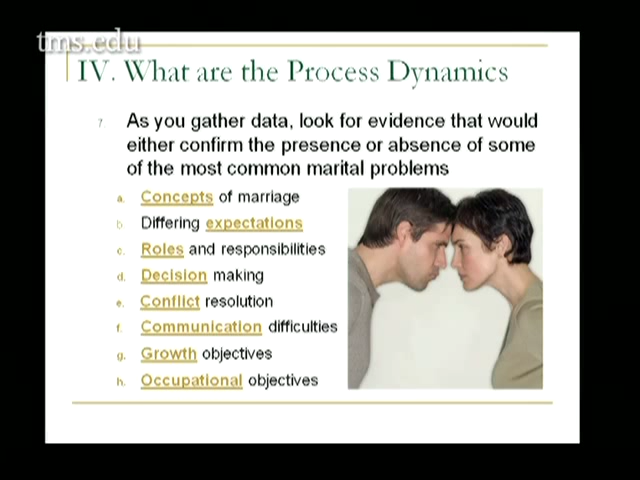 tms.edu
IV. What are the Process Dynamics
7. As you gather data, look for evidence that would
either confirm the presence or absence of some
of the most common marital problems
a. Concepts of marriage
b. Differing expectations
c. Roles and responsibilities
d. Decision making
e. Conflict resolution
f. Communication difficulties
g. Growth objectives
h. Occupational objectives